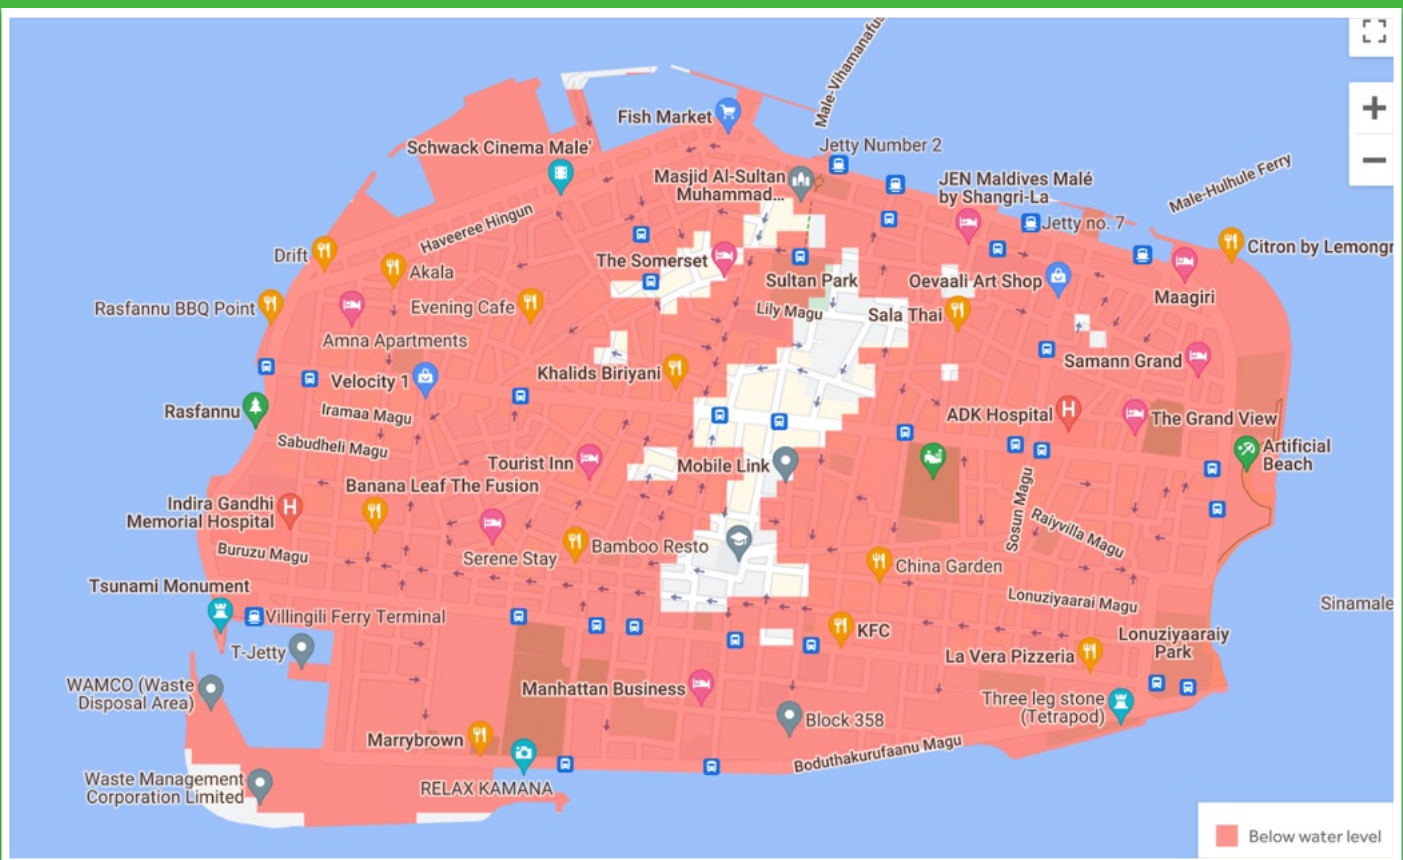 Male-Vihamanafu
Fish Market
Jetty Number 2
Schwack Cinema Male'
Masjid Al-Sultan
Muhammad...
JEN Maldives Malé
by Shangri-La
Male-Hulhule Ferry
Haveeree Hingun
Jetty no. 7
Citron by Lemongr
Drift
Akala
The Somerset
Sultan Park
Oevaali Art Shop
Maagiri
Rasfannu BBQ Point
Evening Cafe
Lily Magu
Sala Thai
Amna Apartments
Samann Grand
Velocity 1
Khalids Biriyani
Rasfannu
Iramaa Magu
ADK Hospital
The Grand View
Sabudheli Magu
Artificial
Beach
Tourist Inn
Mobile Link
Banana Leaf The Fusion
Indira Gandhi
Memorial Hospital
Sosun Magu
Raiyvilla Magu
Buruzu Magu
Serene Stay
Bamboo Resto
China Garden
Tsunami Monument
Lonuziyaarai Magu
Sinamale
Villingili Ferry Terminal
KFC
Lonuziyaaraiy
Park
T-Jetty
La Vera Pizzeria
WAMCO (Waste
Disposal Area)
Manhattan Business
Three leg stone
(Tetrapod)
Block 358
Marrybrown
Boduthakurufaanu Magu
Waste Management
Corporation Limited
RELAX KAMANA
Below water level